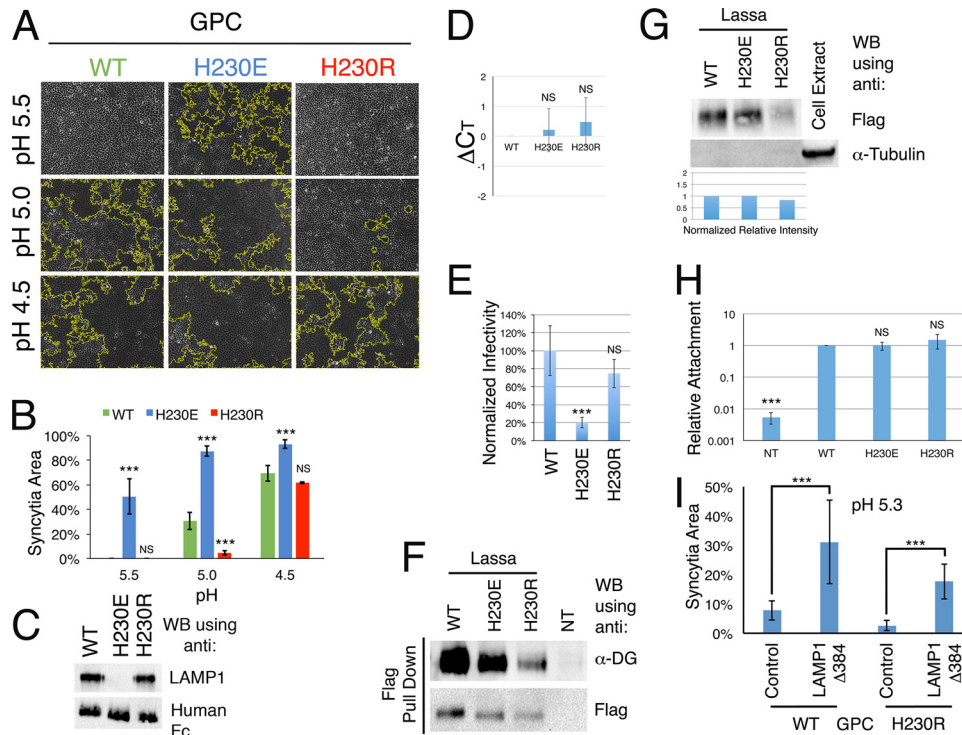 A
GPC
WT H230E H230R
pH 5.5
pH 5.0
pH 4.5
B
WT H230E H230R
Syncytia Area
100%
80%
60%
40%
20%
0%
***
NS
***
***
***
NS
5.5 5.0 4.5
pH
C
WT H230E H230R
WB using
anti:
LAMP1
Human
Fc
D
ΔCT
2
1
0
-1
-2
NS
NS
WT H230E H230R
E
Normalized Infectivity
140%
120%
100%
80%
60%
40%
20%
0%
***
NS
WT H230E H230R
F
Lassa
WT H230E H230R NT
WB
using
anti:
Flag
Pull Down
α-DG
Flag
G
Lassa
WT H230E H230R Cell Extract
WB
using
anti:
Flag
α-Tubulin
2
1.5
1
0.5
0
Normalized Relative Intensity
H
Relative Attachment
10
1
0.1
0.01
0.001
***
NS
NS
NT WT H230E H230R
I
Syncytia Area
50%
40%
30%
20%
10%
0%
pH 5.3
***
***
Control LAMP1 Δ384 Control LAMP1 Δ384
WT GPC H230R